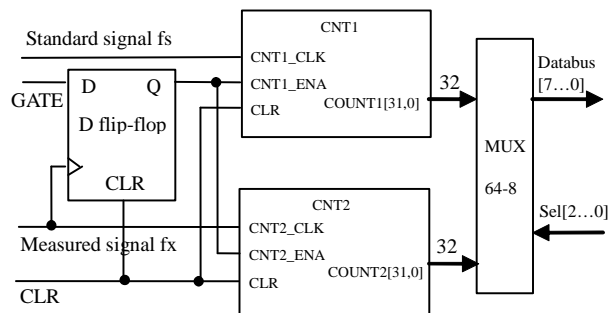 Standard signal fs
GATE
D Q
D flip-flop
CLR
Measured signal fx
CLR
CNT1
CNT1_CLK
CNT1_ENA
COUNT1[31,0]
CLR
CNT2
CNT2_CLK
CNT2_ENA
COUNT2[31,0]
CLR
32
32
MUX
64-8
Databus
[7…0]
Sel[2…0]